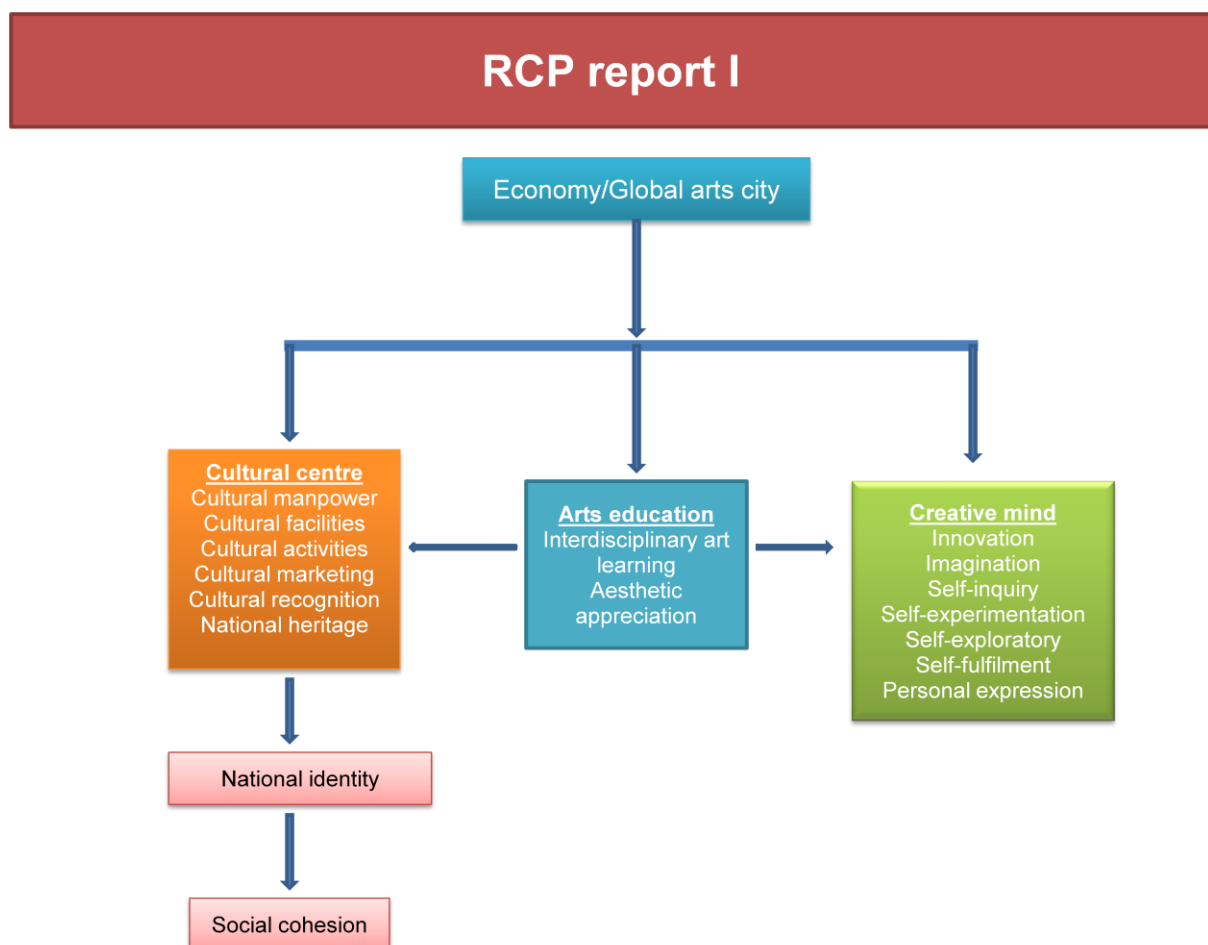 RCP report I
Economy/Global arts city
Cultural centre
Cultural manpower
Cultural facilities
Cultural activities
Cultural marketing
Cultural recognition
National heritage
Arts education
Interdisciplinary art
learning
Aesthetic
appreciation
Creative mind
Innovation
Imagination
Self-inquiry
Self-experimentation
Self-exploratory
Self-fulfilment
Personal expression
National identity
Social cohesion